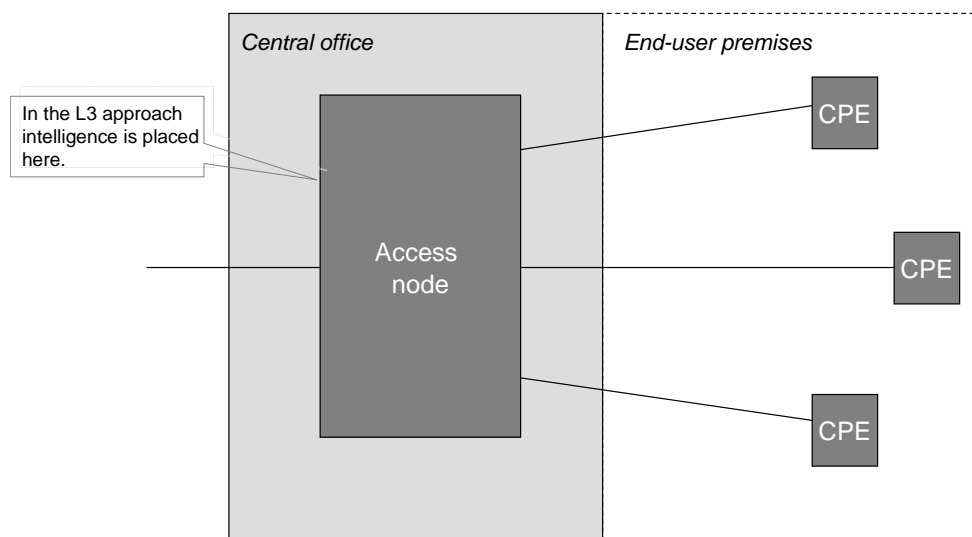 Central office
End-user premises
In the L3 approach
intelligence is placed
here.
CPE
Access
node
CPE
CPE